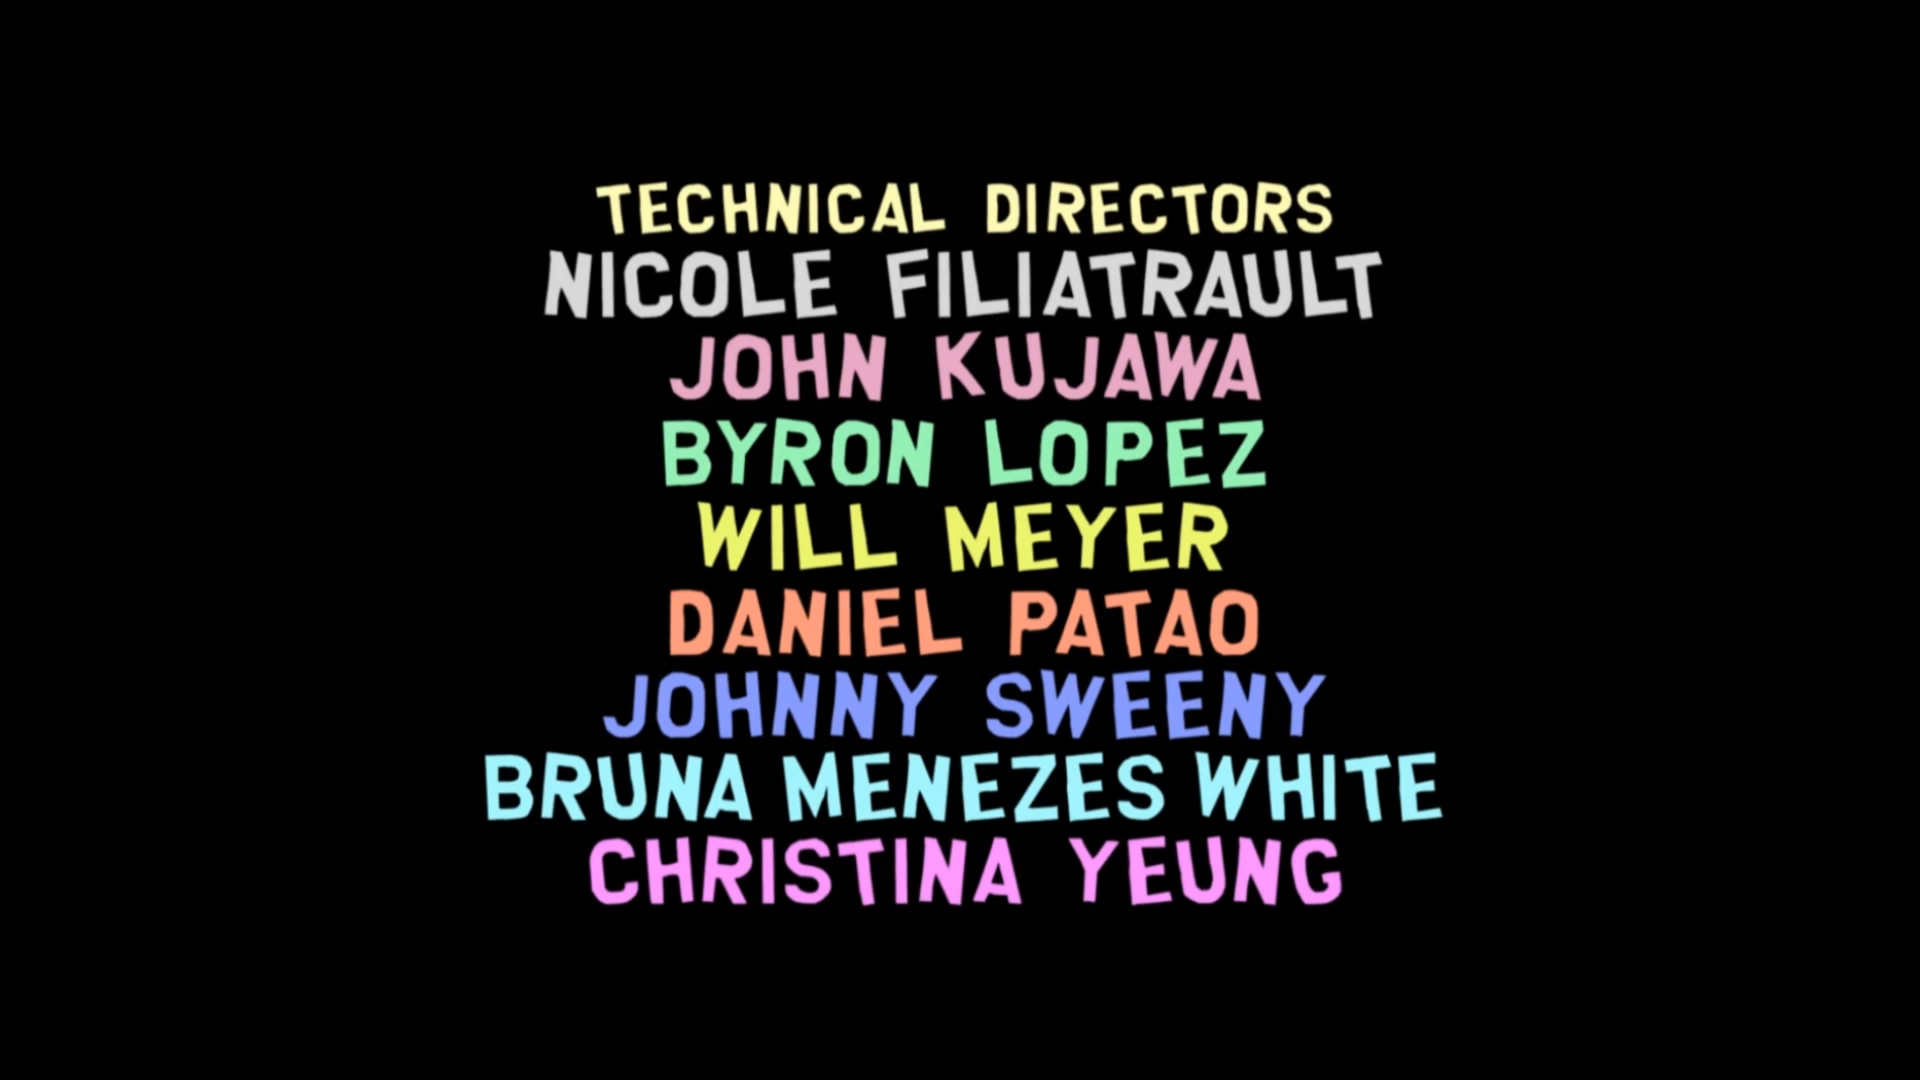 TECHNICAL DIRECTORS
NICOLE FILIATRAULT
JOHN KUJAWA
BYRON LOPEZ
WILL MEYER
DANIEL PATAO
JOHNNY SWEENY
BRUNA MENEZES WHITE
CHRISTINA YEUNG